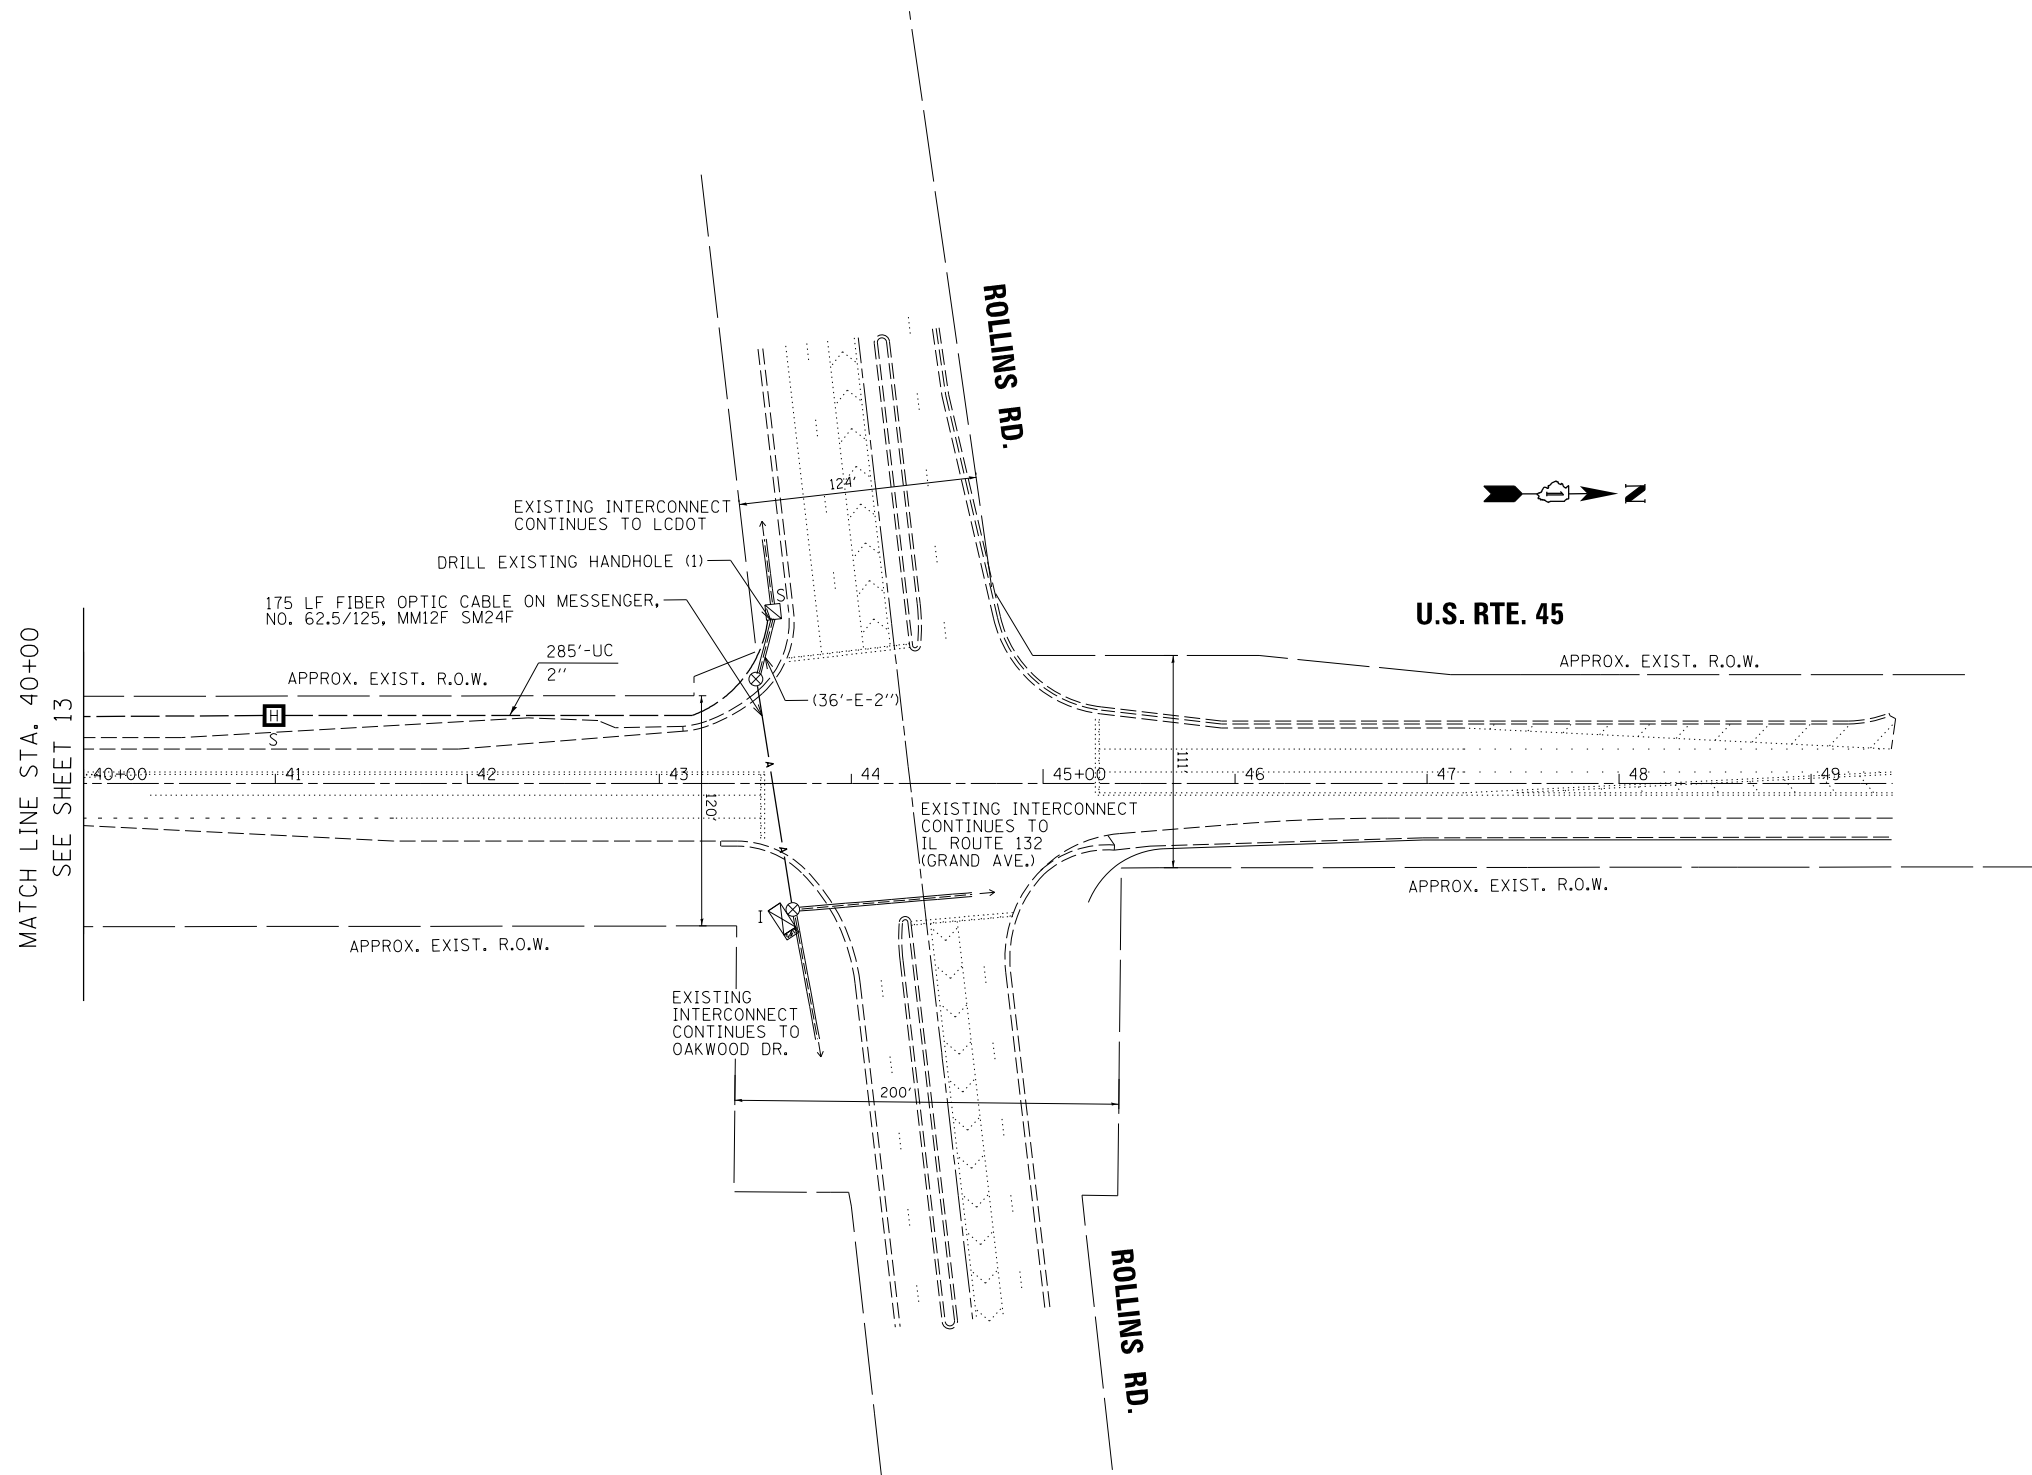 ROLLINS RD.
124'
EXISTING INTERCONNECT
CONTINUES TO LCDOT
DRILL EXISTING HANDHOLE (1)
S
175 LF FIBER OPTIC CABLE ON MESSENGER,
NO. 62.5/125, MM12F SM24F
285'-UC
2''
APPROX. EXIST. R.O.W.
(36'-E-2'')
H
S
MATCH LINE STA. 40+00
SEE SHEET 13
N
U.S. RTE. 45
APPROX. EXIST. R.O.W.
40+00 41 42 43 44 45+00 46 47 48 49
A
A
120'
111'
EXISTING INTERCONNECT
CONTINUES TO
IL ROUTE 132
(GRAND AVE.)
APPROX. EXIST. R.O.W.
I
APPROX. EXIST. R.O.W.
EXISTING
INTERCONNECT
CONTINUES TO
OAKWOOD DR.
200'
ROLLINS RD.